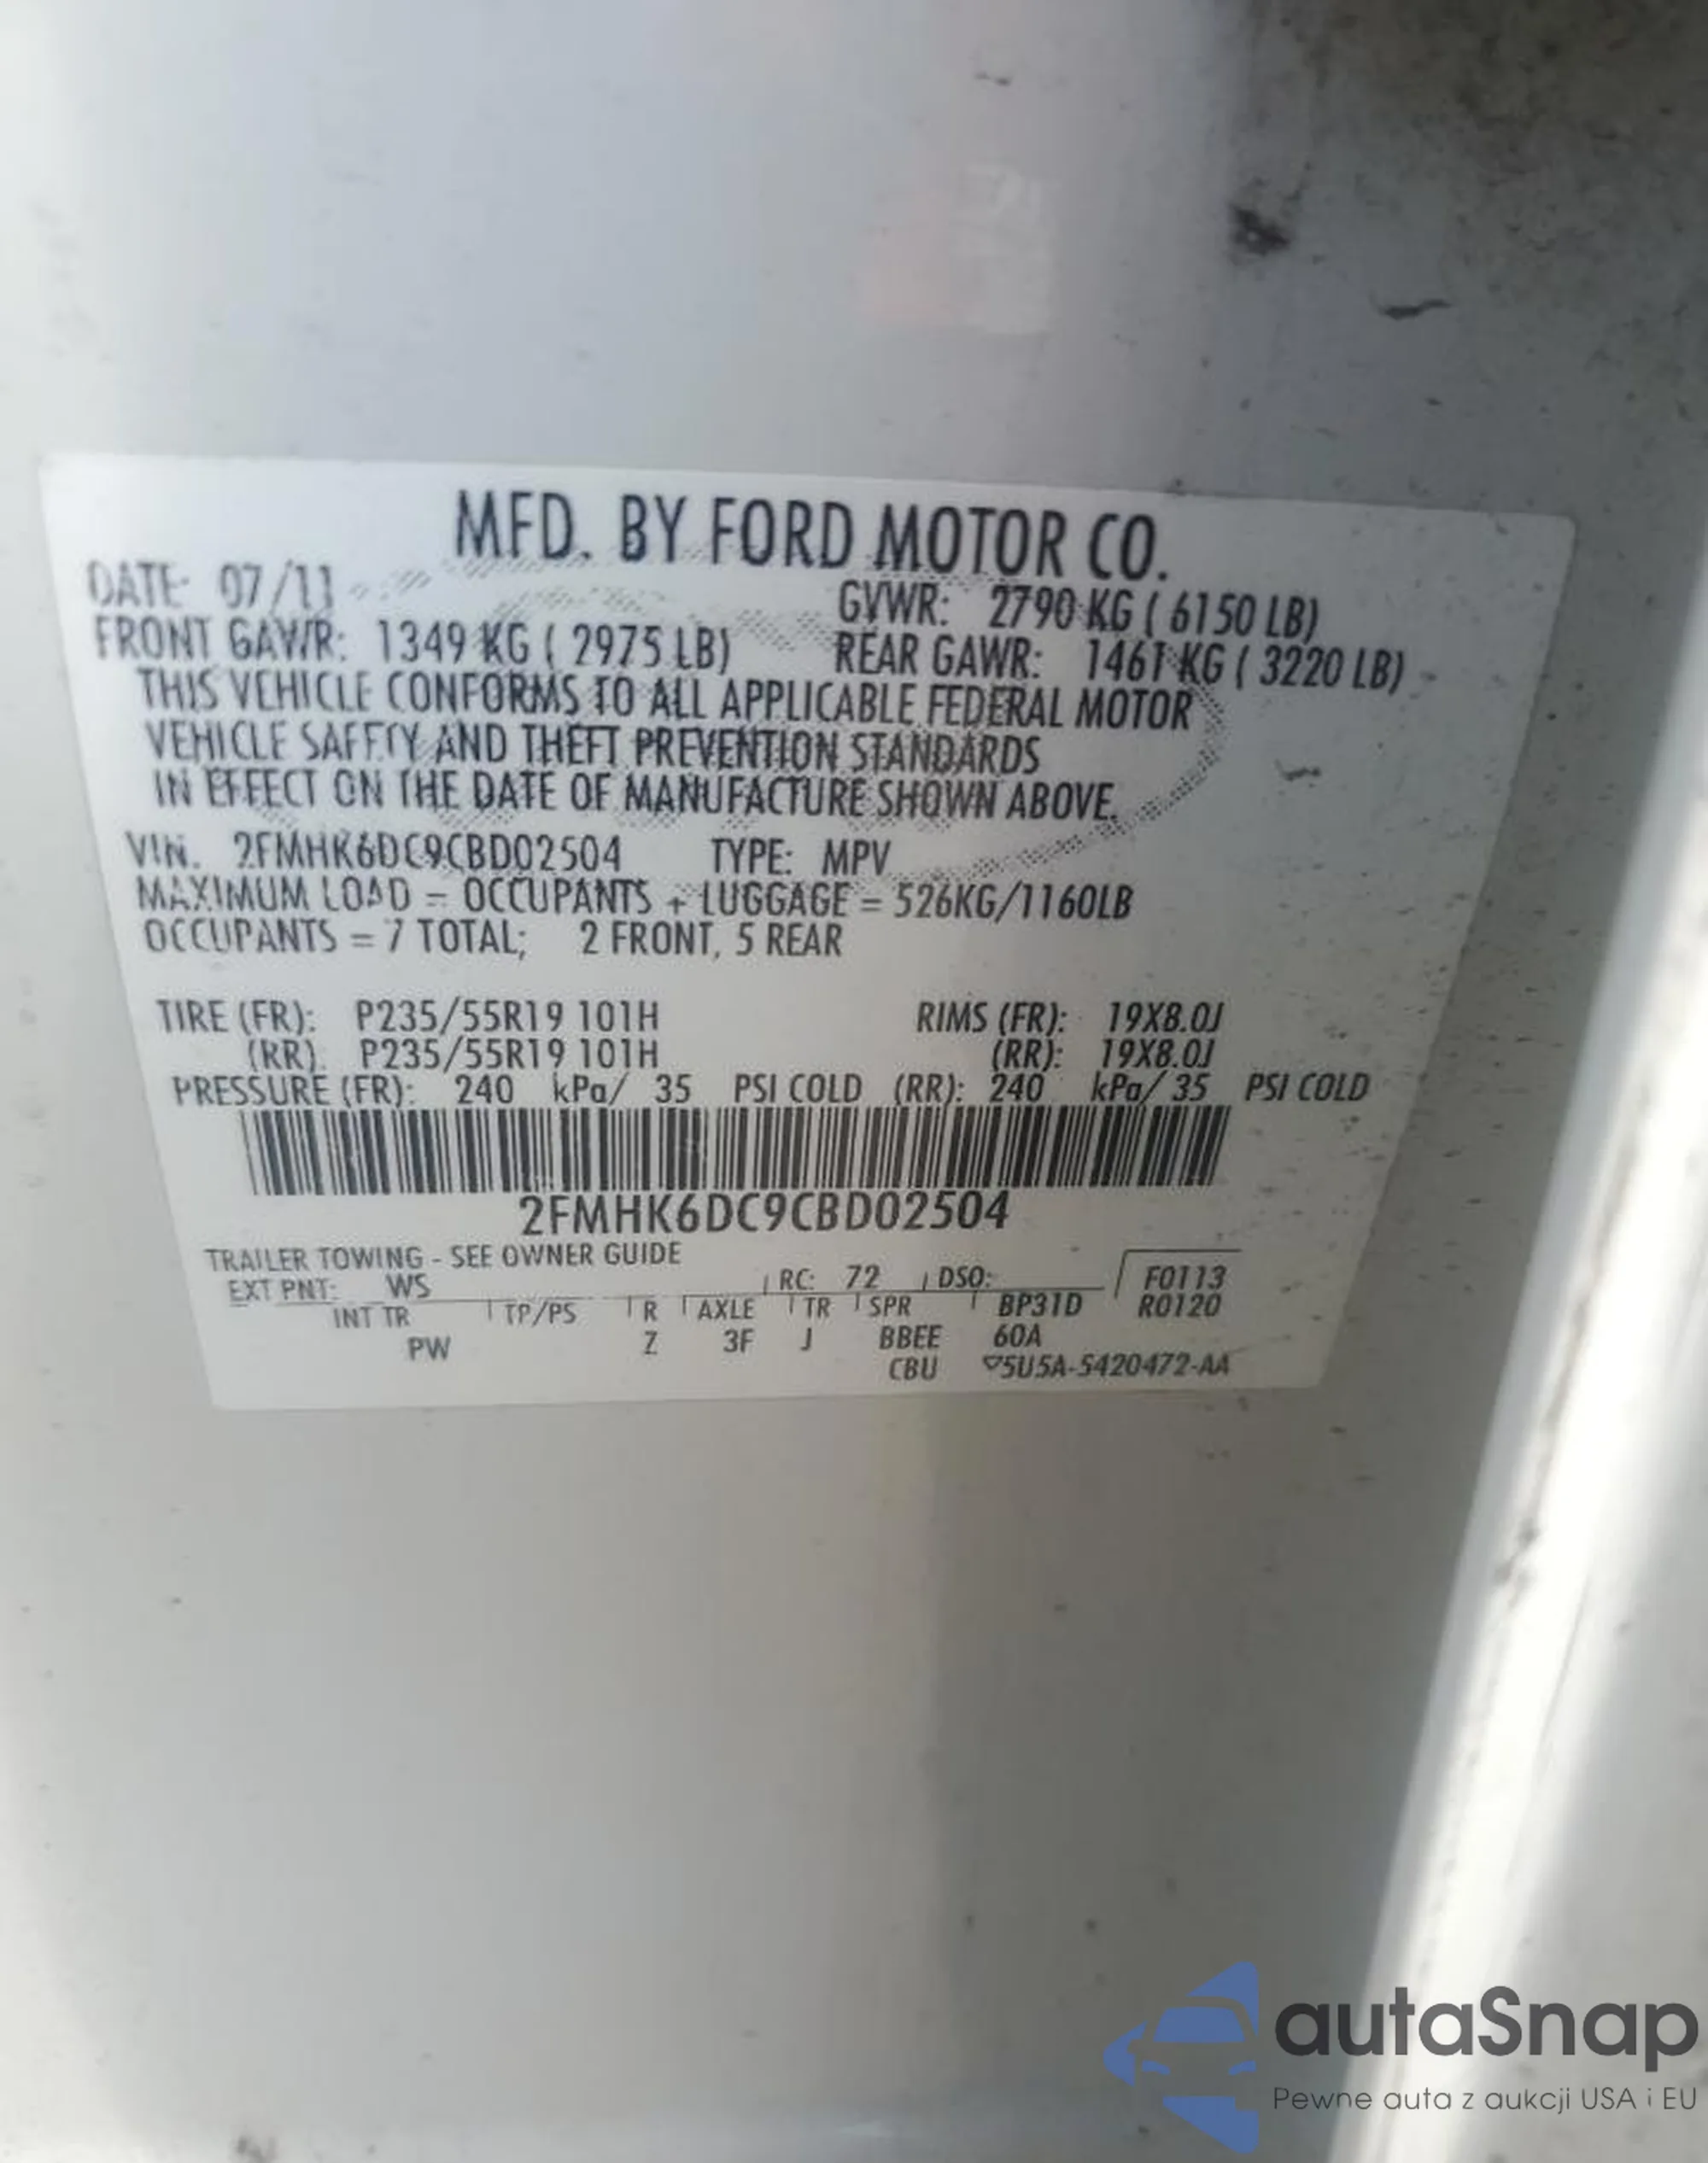 MFD. BY FORD MOTOR CO.
DATE: 07/11 GVWR: 2790 KG ( 6150 LB)
FRONT GAWR: 1349 KG ( 2975 LB) REAR GAWR: 1461 KG ( 3220 LB)
THIS VEHICLE CONFORMS TO ALL APPLICABLE FEDERAL MOTOR
VEHICLE SAFETY AND THEFT PREVENTION STANDARDS
IN EFFECT ON THE DATE OF MANUFACTURE SHOWN ABOVE.
VIN. 2FMHK6DC9CBD02504 TYPE: MPV
MAXIMUM LOAD = OCCUPANTS + LUGGAGE = 526KG/1160LB
OCCUPANTS = 7 TOTAL; 2 FRONT, 5 REAR
TIRE (FR): P235/55R19 101H RIMS (FR): 19X8.0J
(RR). P235/55R19 101H (RR): 19X8.0J
PRESSURE (FR): 240 kPa/ 35 PSI COLD (RR): 240 kPa/ 35 PSI COLD
2FMHK6DC9CBD02504
TRAILER TOWING - SEE OWNER GUIDE
EXT PNT: WS RC: 72 DSO: F0113
INT TR TP/PS R AXLE TR SPR BP31D R0120
PW Z 3F J BBEE 60A
CBU ▽5U5A-5420472-AA
autaSnap
Pewne auta z aukcji USA i EU